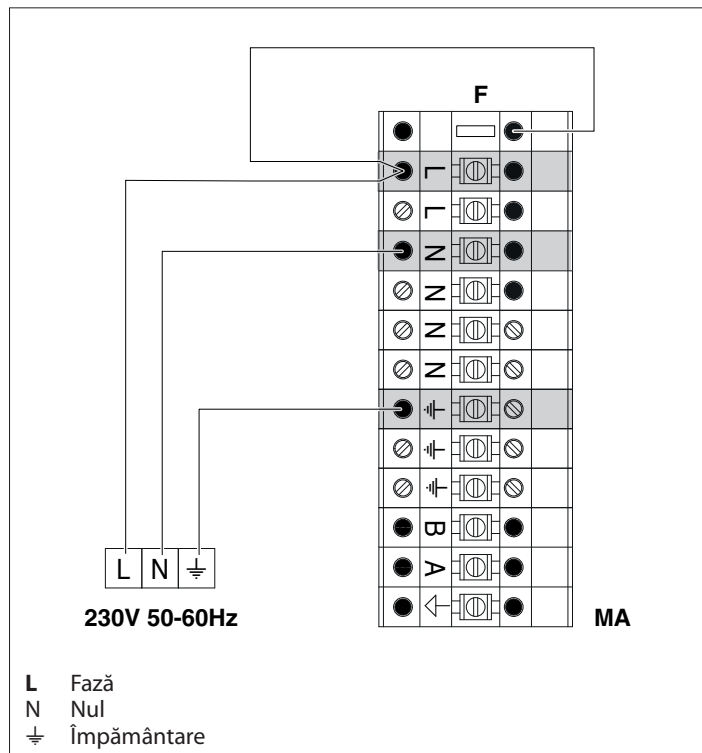 F
L
L
N
N
N
N
⏚
⏚
⏚
B
A
L N ⏚
230V 50-60Hz
MA
L Fază
N Nul
⏚ Împământare